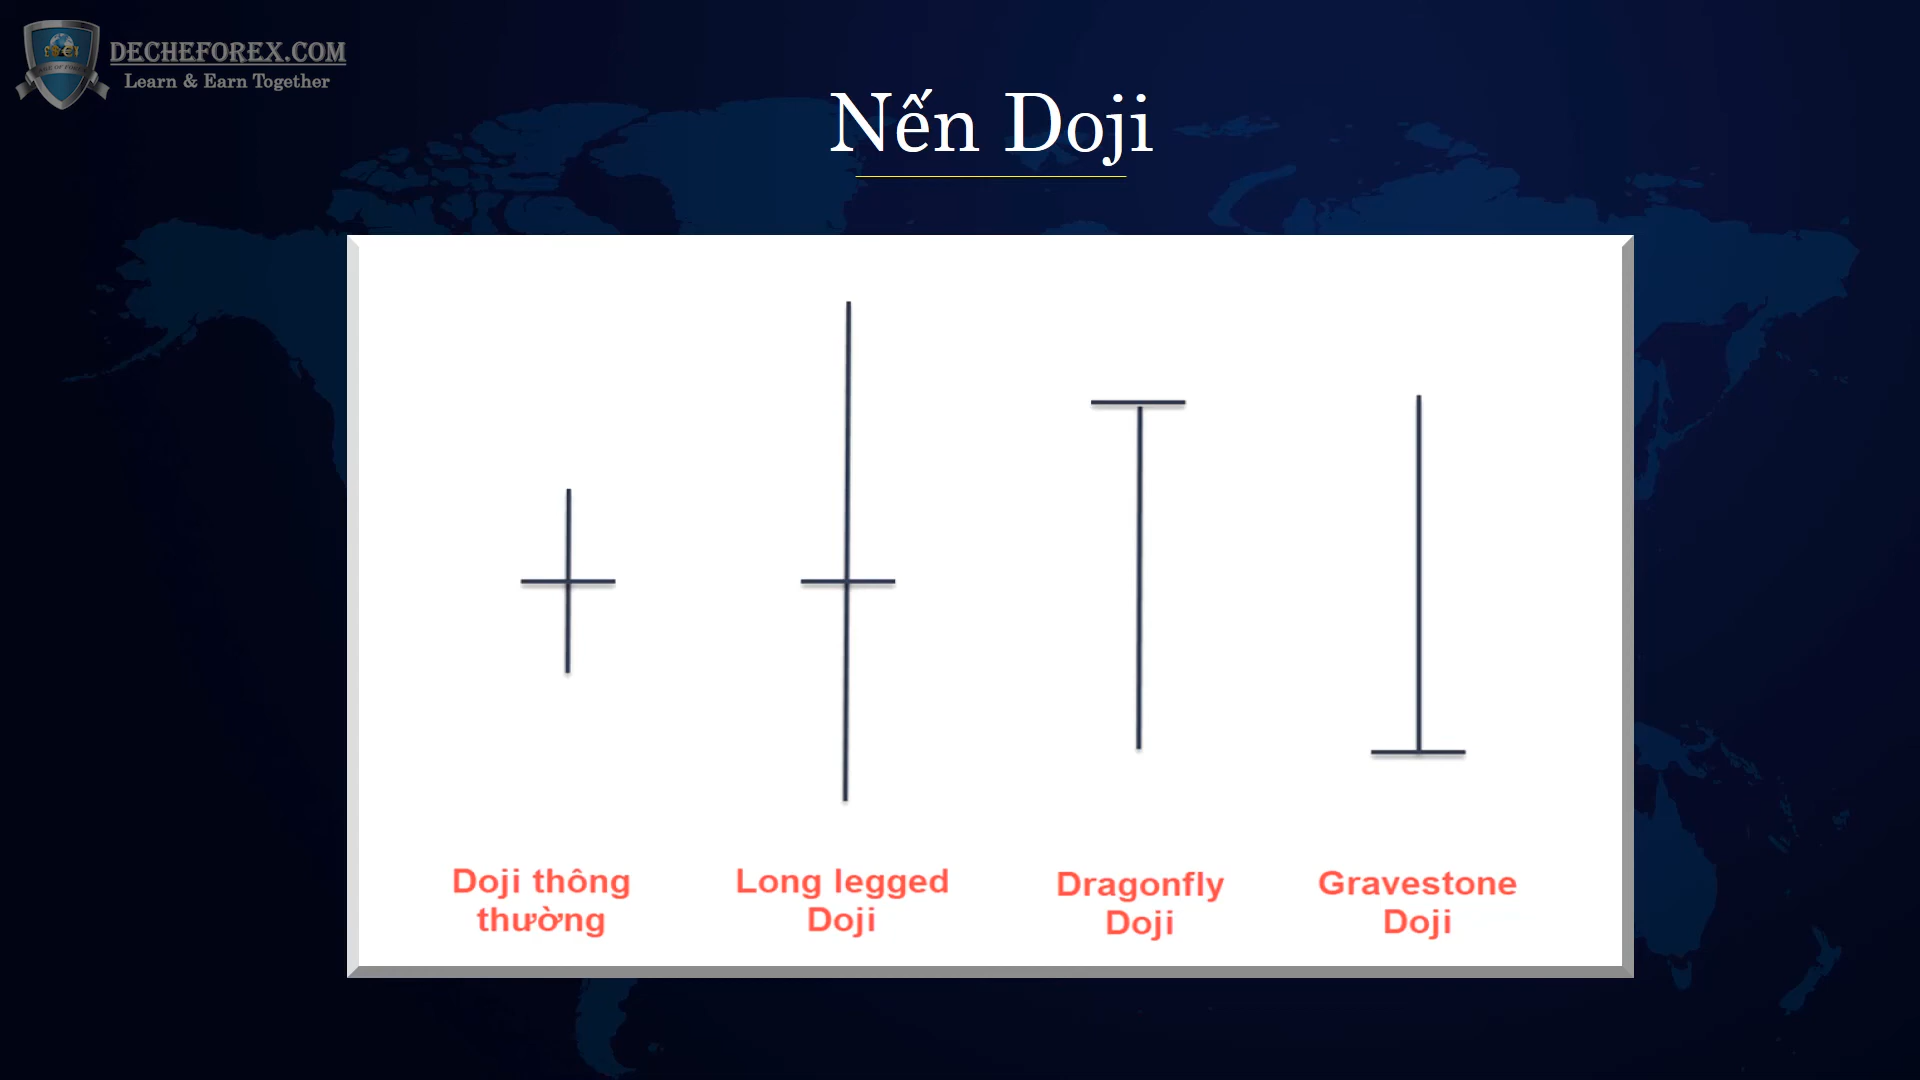 DECHEFOREX.COM
Learn & Earn Together
Nến Doji
Doji thông
thường
Long legged
Doji
Dragonfly
Doji
Gravestone
Doji